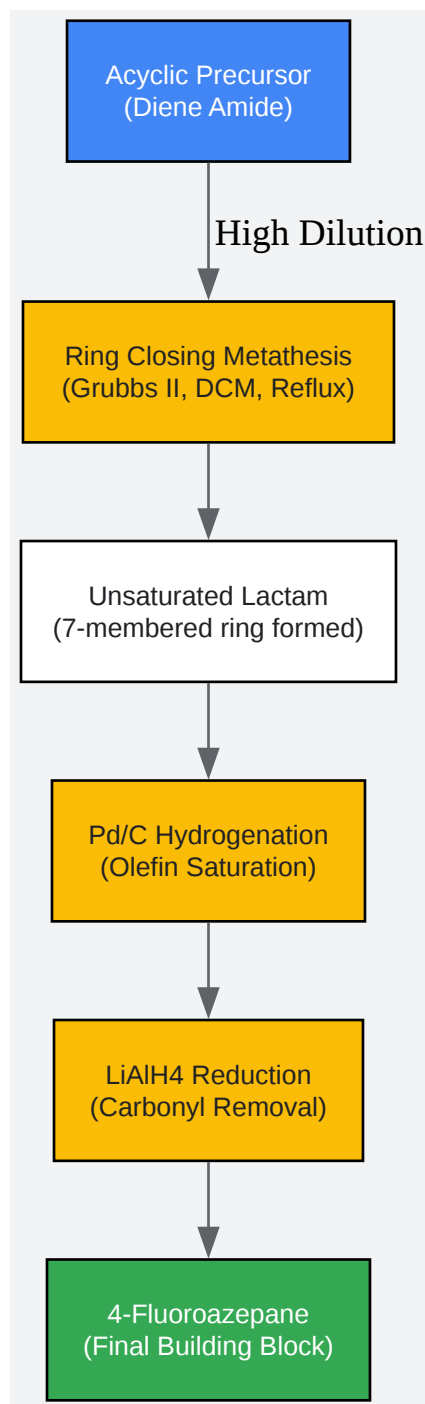 Acyclic Precursor
(Diene Amide)
High Dilution
Ring Closing Metathesis
(Grubbs II, DCM, Reflux)
Unsaturated Lactam
(7-membered ring formed)
Pd/C Hydrogenation
(Olefin Saturation)
LiAlH4 Reduction
(Carbonyl Removal)
4-Fluoroazepane
(Final Building Block)